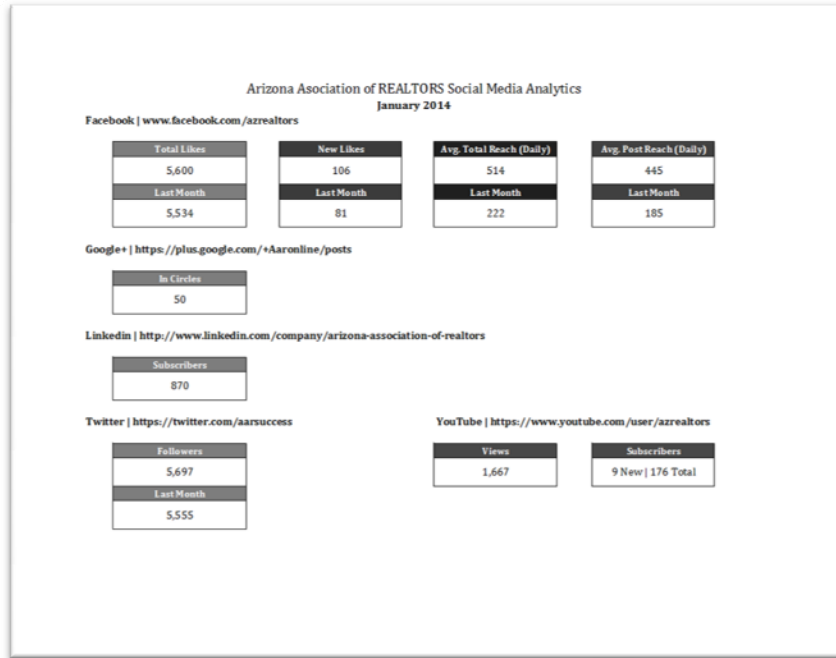 Arizona Asociation of REALTORS Social Media Analytics
January 2014
Facebook | www.facebook.com/azrealtors
Total Likes New Likes Avg. Total Reach (Daily) Avg. Post Reach (Daily)
5,600 106 514 445
Last Month Last Month Last Month Last Month
5,534 81 222 185
Google+ | https://plus.google.com/+Aaronline/posts
In Circles
50
Linkedin | http://www.linkedin.com/company/arizona-association-of-realtors
Subscribers
870
Twitter | https://twitter.com/aarsuccess YouTube | https://www.youtube.com/user/azrealtors
Followers Views Subscribers
5,697 1,667 9 New | 176 Total
Last Month
5,555